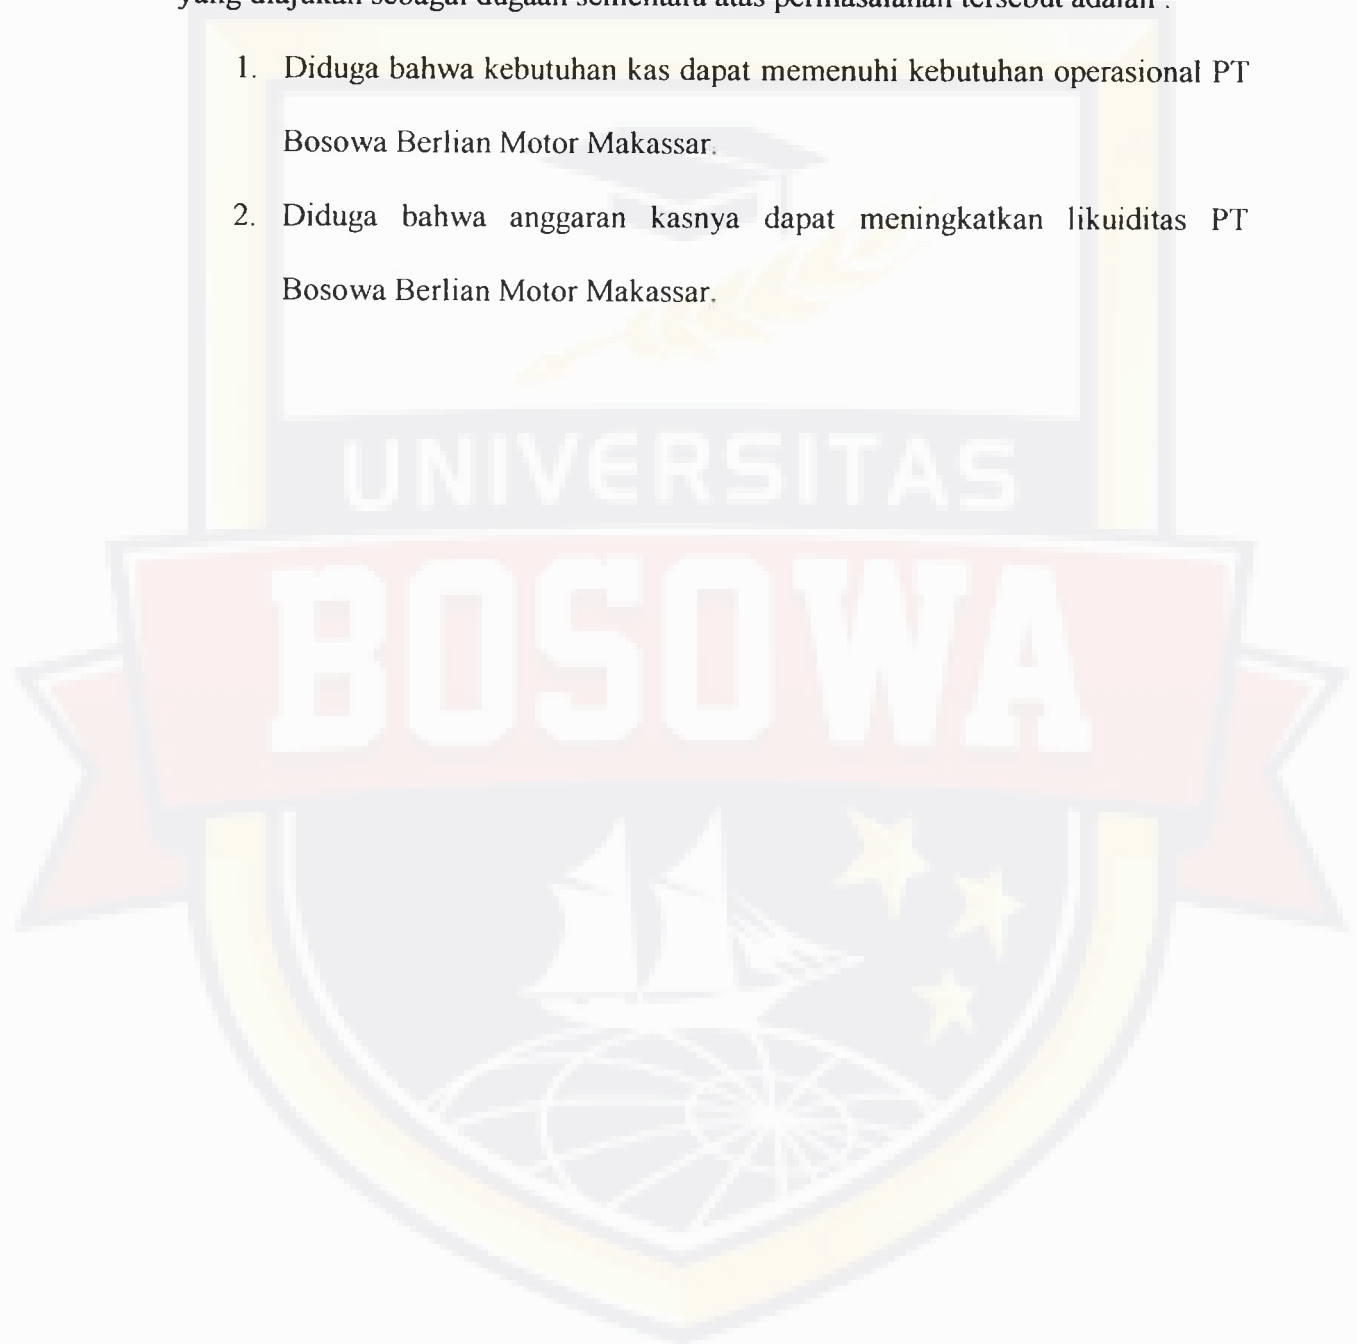 yang diajukan sebagai dugaan sementara atas permasalahan tersebut adalah :
1. Diduga bahwa kebutuhan kas dapat memenuhi kebutuhan operasional PT
Bosowa Berlian Motor Makassar.
2. Diduga bahwa anggaran kasnya dapat meningkatkan likuiditas PT
Bosowa Berlian Motor Makassar.
UNIVERSITAS
BOSOWA